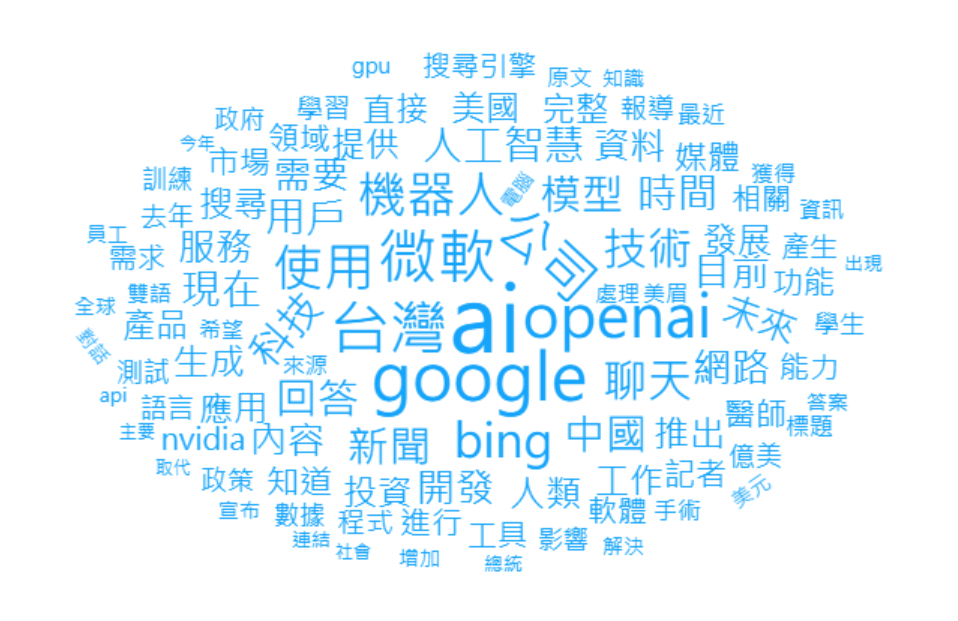 gpu 搜尋引擎 原文 知識
政府 學習 直接 美國 完整 報導 最近
今年 市場 領域 提供 人工智慧 資料 媒體
訓練 需要 機器人 電腦 模型 時間 獲得
去年 搜尋 用戶 相關 資訊
員工 需求 服務 使用 微軟 公司 技術 發展 產生
雙語 現在 目前 功能 出現
全球 產品 希望 科技 台灣 ai openai 處理 美眉 未來 學生
對話 測試 生成 來源 google 聊天 網路 能力
api 語言 應用 回答 醫師 答案
主要 nvidia 內容 新聞 bing 中國 推出 標題
取代 政策 知道 投資 開發 人類 工作 記者 億美
宣布 數據 程式 進行 工具 影響 軟體 手術 美元
連結 社會 增加 總統 解決